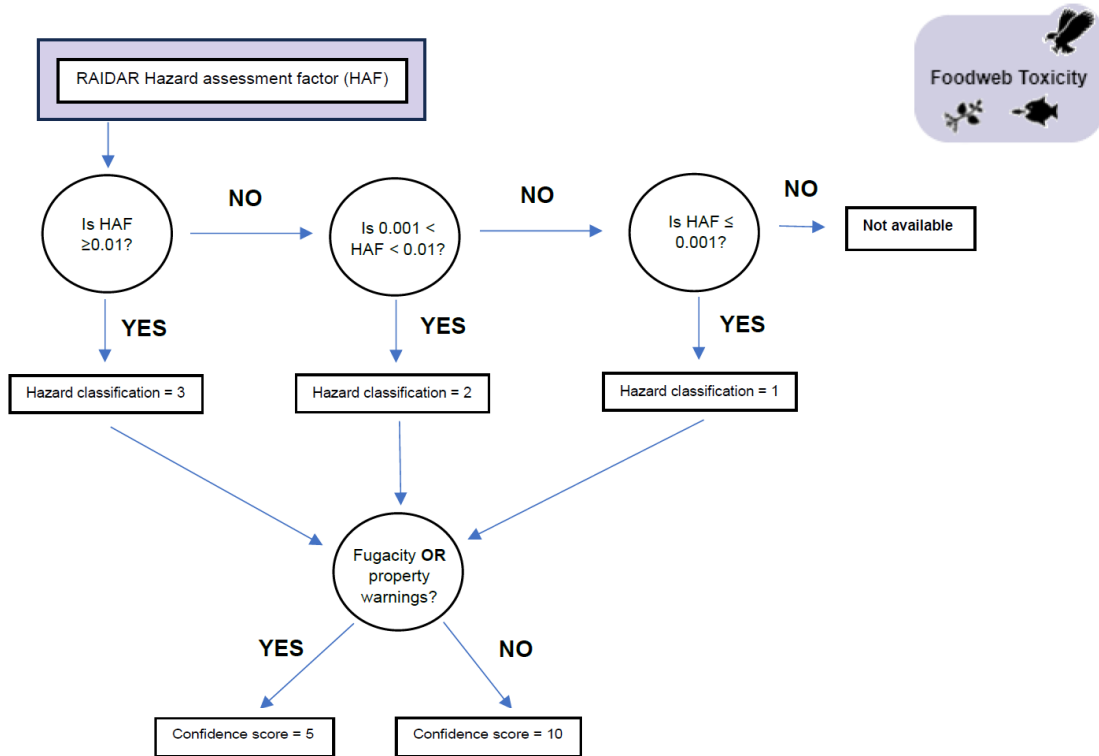 RAIDAR Hazard assessment factor (HAF)
Foodweb Toxicity
Is HAF
≥0.01?
NO
Is 0.001 <
HAF < 0.01?
NO
Is HAF ≤
0.001?
NO
Not available
YES
YES
YES
Hazard classification = 3
Hazard classification = 2
Hazard classification = 1
Fugacity OR
property
warnings?
YES
NO
Confidence score = 5
Confidence score = 10